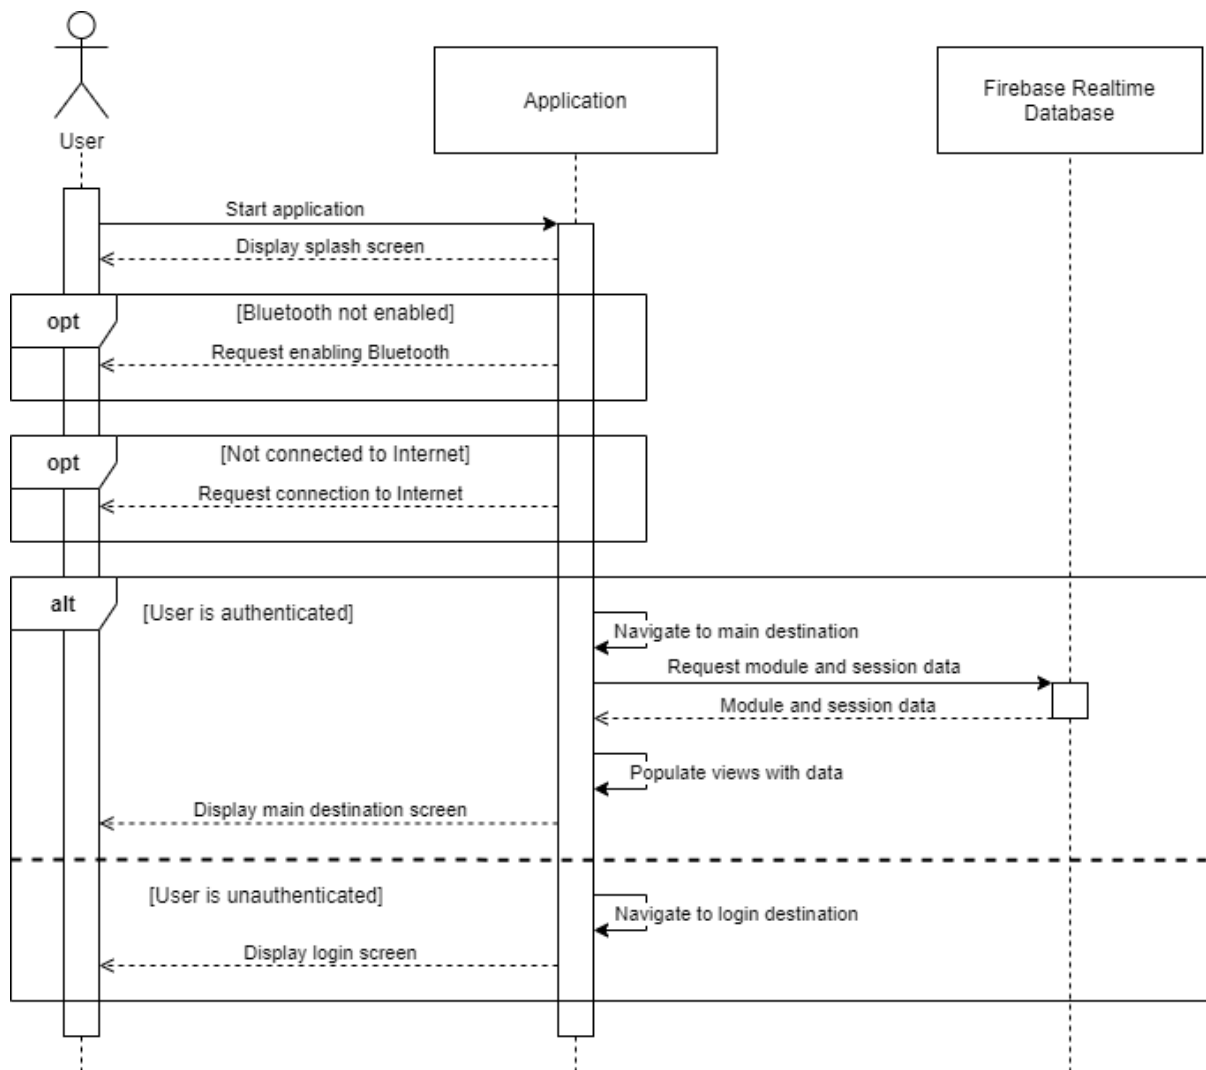 User
Application
Firebase Realtime
Database
Start application
Display splash screen
opt
[Bluetooth not enabled]
Request enabling Bluetooth
opt
[Not connected to Internet]
Request connection to Internet
alt
[User is authenticated]
Navigate to main destination
Request module and session data
Module and session data
Populate views with data
Display main destination screen
[User is unauthenticated]
Navigate to login destination
Display login screen